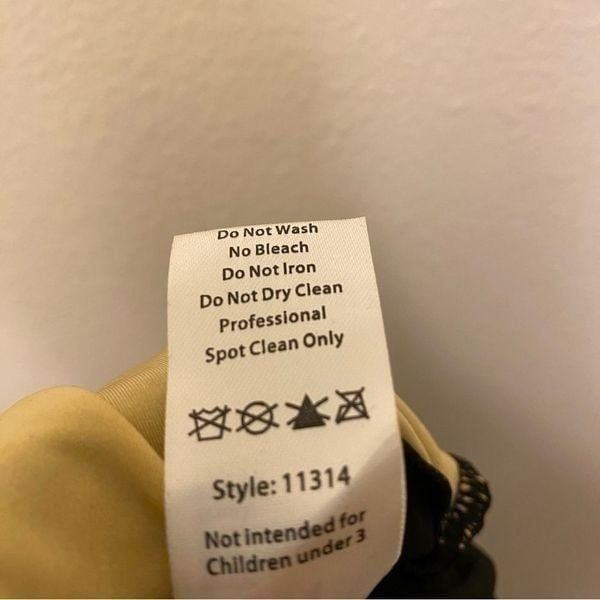 Do Not Wash
No Bleach
Do Not Iron
Do Not Dry Clean
Professional
Spot Clean Only
Style: 11314
Not intended for
Children under 3